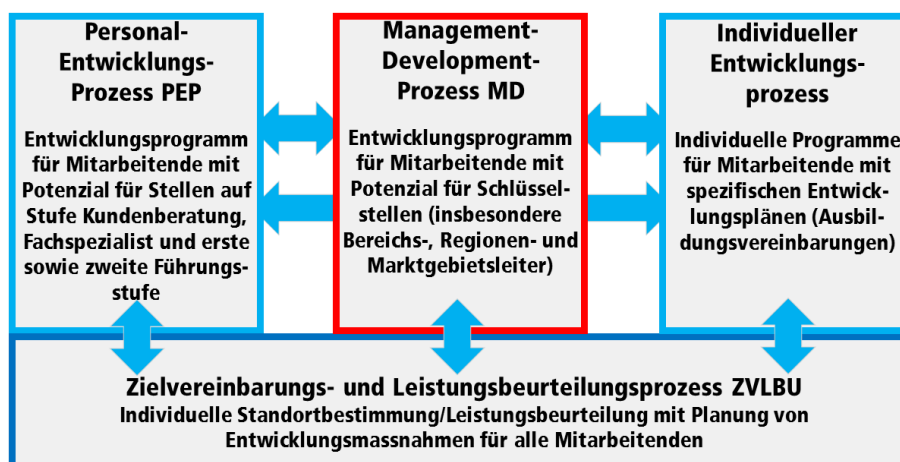 Personal-
Entwicklungs-
Prozess PEP
Entwicklungsprogramm
für Mitarbeitende mit
Potenzial für Stellen auf
Stufe Kundenberatung,
Fachspezialist und erste
sowie zweite Führungs-
stufe
Management-
Development-
Prozess MD
Entwicklungsprogramm
für Mitarbeitende mit
Potenzial für Schlüssel-
stellen (insbesondere
Bereichs-, Regionen- und
Marktgebietsleiter)
Individueller
Entwicklungs-
prozess
Individuelle Programme
für Mitarbeitende mit
spezifischen Entwick-
lungsplänen (Ausbil-
dungsvereinbarungen)
Zielvereinbarungs- und Leistungsbeurteilungsprozess ZVLBU
Individuelle Standortbestimmung/Leistungsbeurteilung mit Planung von
Entwicklungsmassnahmen für alle Mitarbeitenden